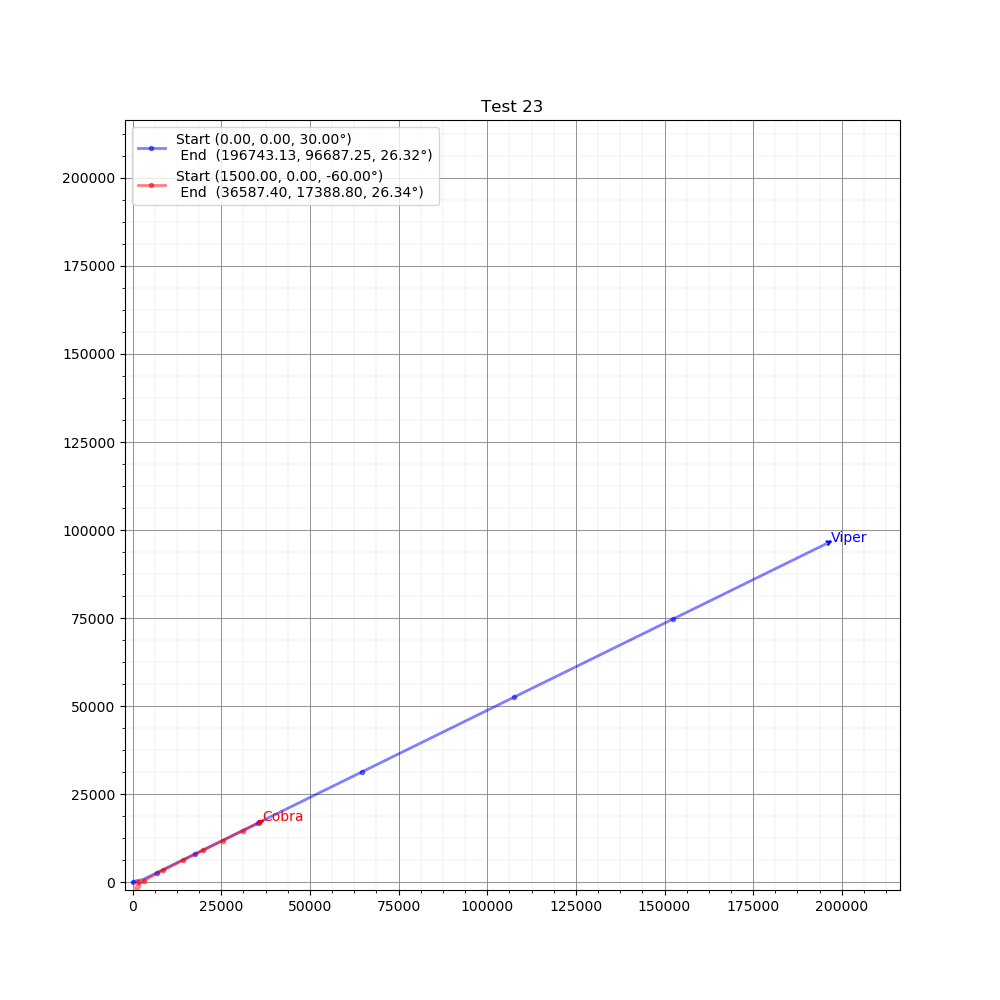 Test 23
Start (0.00, 0.00, 30.00°)
End (196743.13, 96687.25, 26.32°)
Start (1500.00, 0.00, -60.00°)
End (36587.40, 17388.80, 26.34°)
200000
175000
150000
125000
100000
75000
50000
25000
0
Viper
Cobra
0 25000 50000 75000 100000 125000 150000 175000 200000